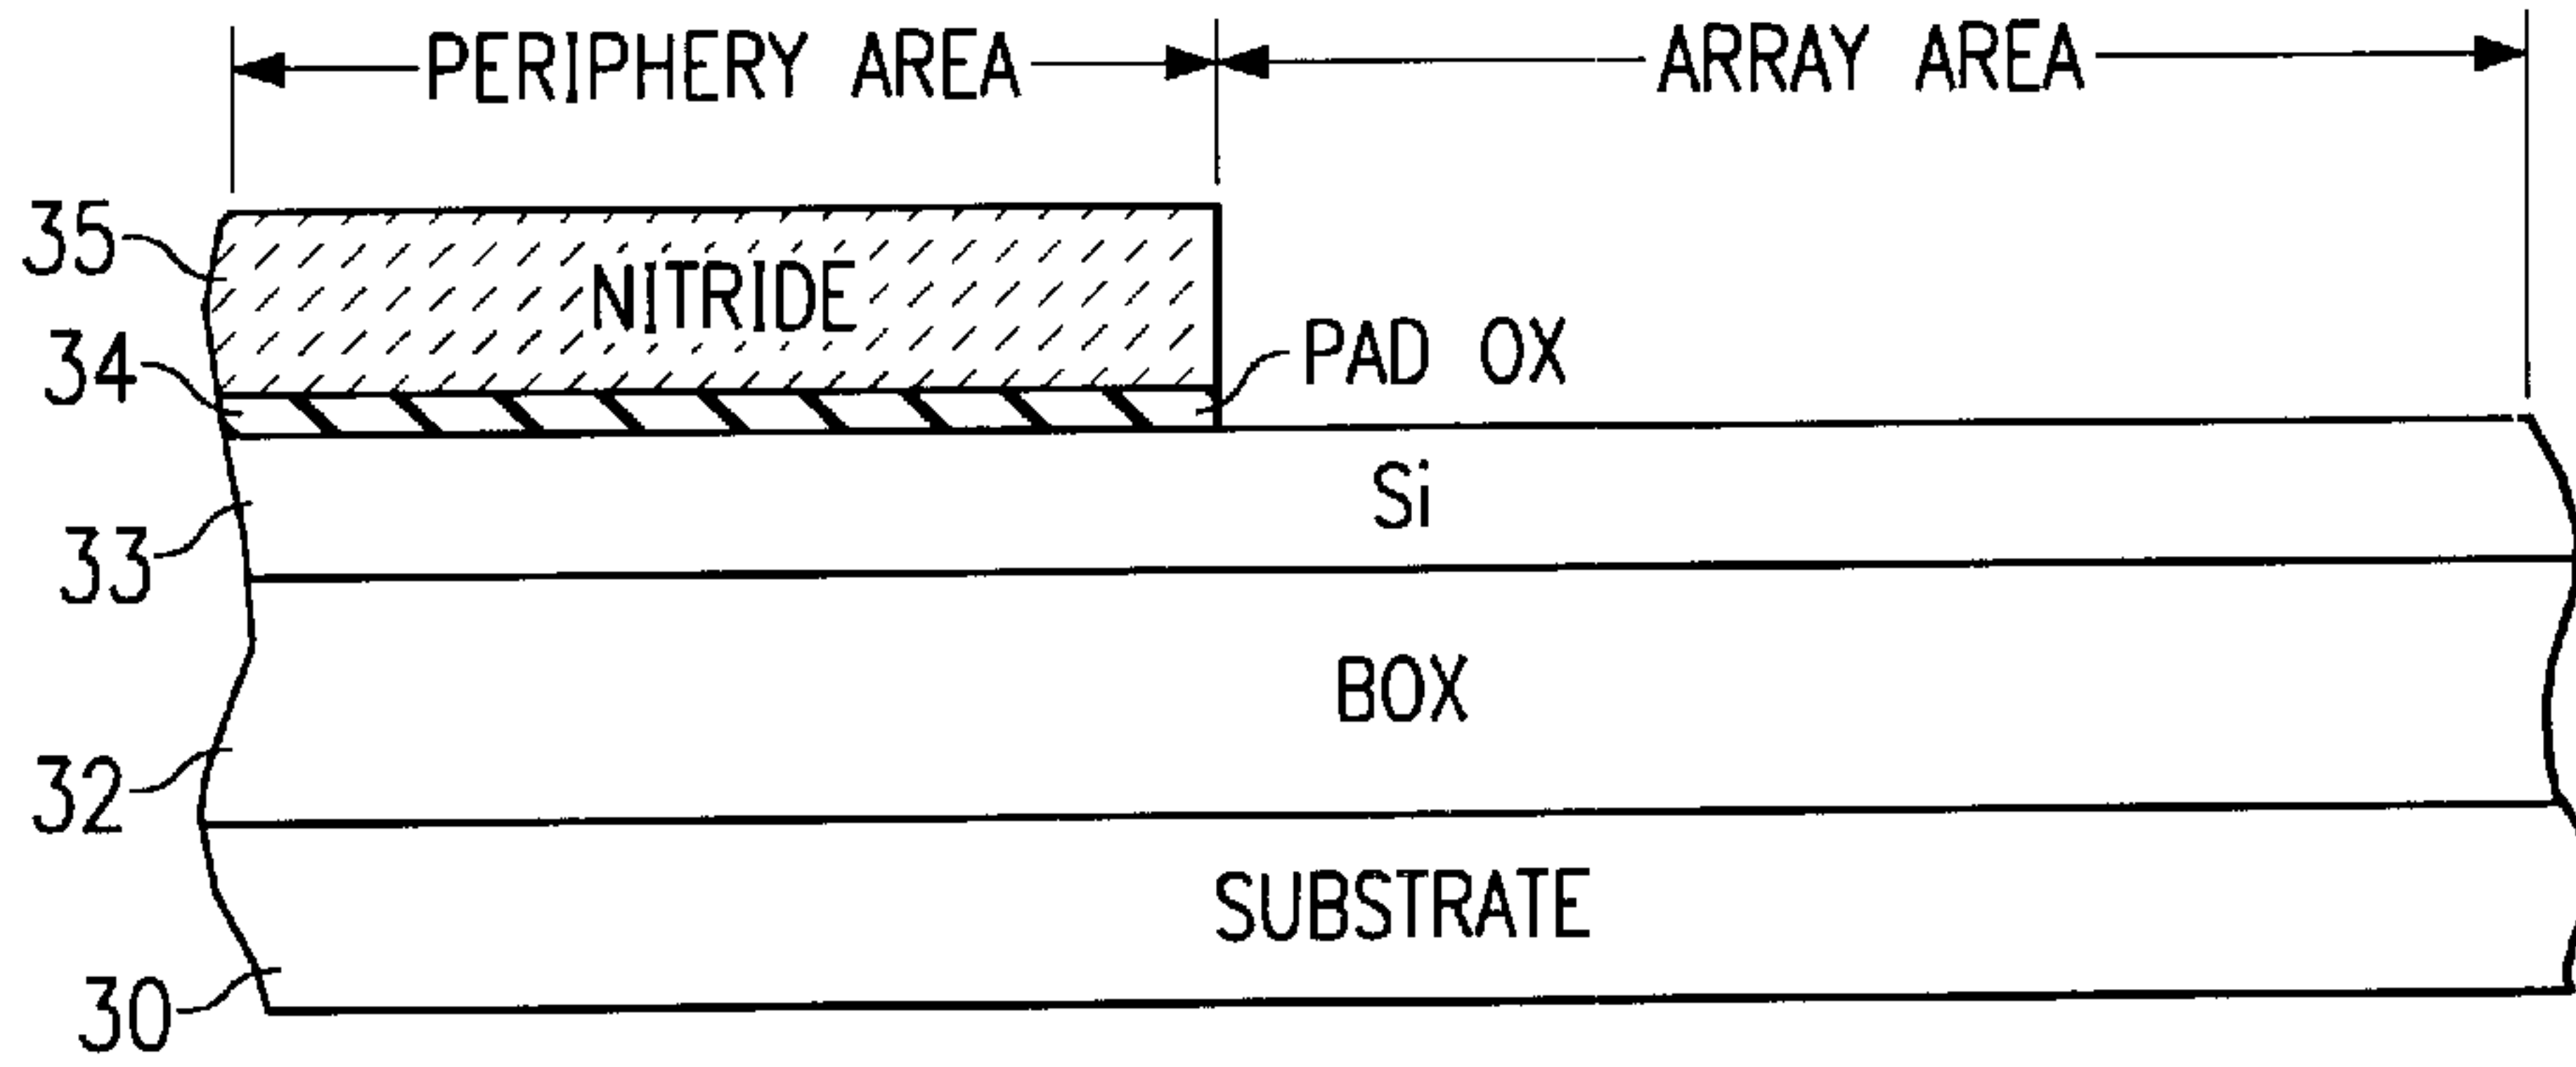 PERIPHERY AREA
ARRAY AREA
35
NITRIDE
34
PAD OX
Si
33
BOX
32
SUBSTRATE
30